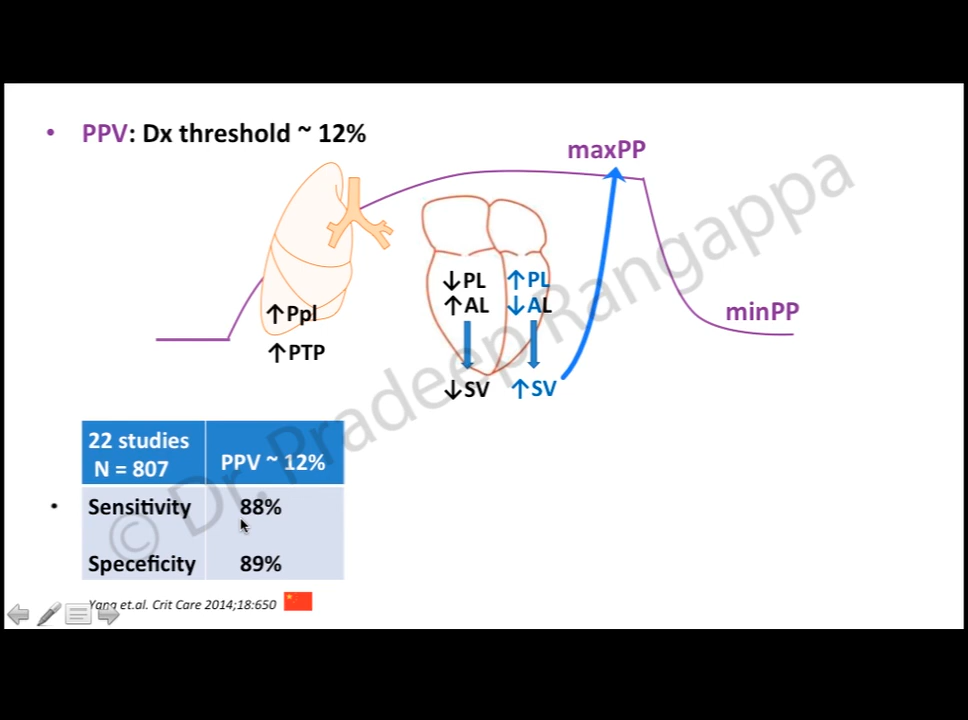 • PPV: Dx threshold ~ 12%
maxPP
minPP
↑Ppl
↑PTP
↓PL
↑AL
↓SV
↑PL
↓AL
↑SV
22 studies
N = 807
PPV ~ 12%
• Sensitivity 88%
Speceficity 89%
Yang et.al. Crit Care 2014;18:650
© Dr. Pradeep Rangappa